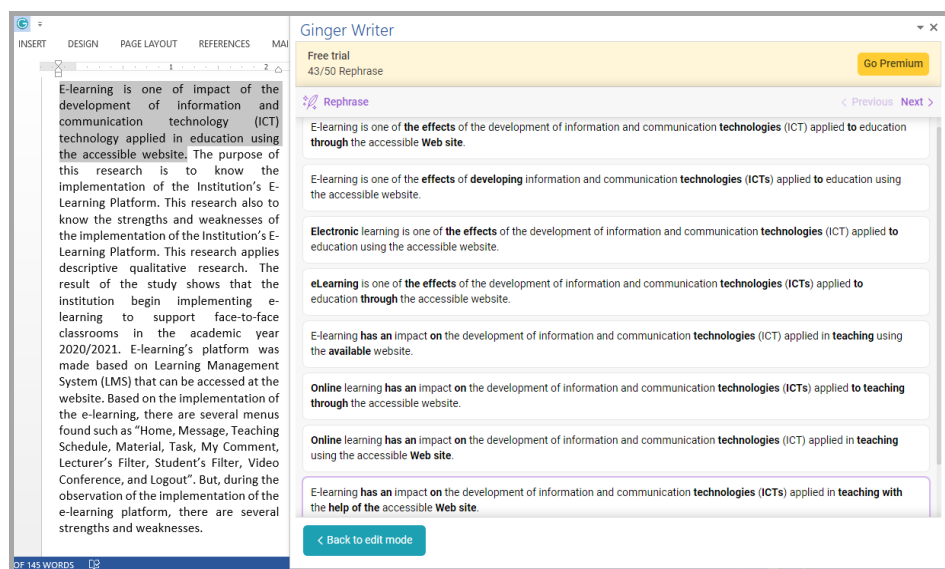 Ginger Writer
INSERT DESIGN PAGE LAYOUT REFERENCES MAI
1 2
E-learning is one of impact of the
development of information and
communication technology (ICT)
technology applied in education using
the accessible website. The purpose of
this research is to know the
implementation of the Institution's E-
Learning Platform. This research also to
know the strengths and weaknesses of
the implementation of the Institution's E-
Learning Platform. This research applies
descriptive qualitative research. The
result of the study shows that the
institution begin implementing e-
learning to support face-to-face
classrooms in the academic year
2020/2021. E-learning's platform was
made based on Learning Management
System (LMS) that can be accessed at the
website. Based on the implementation of
the e-learning, there are several menus
found such as "Home, Message, Teaching
Schedule, Material, Task, My Comment,
Lecturer's Filter, Student's Filter, Video
Conference, and Logout". But, during the
observation of the implementation of the
e-learning platform, there are several
strengths and weaknesses.
OF 145 WORDS
Free trial
43/50 Rephrase
Go Premium
Rephrase
< Previous Next >
E-learning is one of the effects of the development of information and communication technologies (ICT) applied to education
through the accessible Web site.
E-learning is one of the effects of developing information and communication technologies (ICTs) applied to education using
the accessible website.
Electronic learning is one of the effects of the development of information and communication technologies (ICT) applied to
education using the accessible website.
eLearning is one of the effects of the development of information and communication technologies (ICTs) applied to
education through the accessible website.
E-learning has an impact on the development of information and communication technologies (ICT) applied in teaching using
the available website.
Online learning has an impact on the development of information and communication technologies (ICTs) applied to teaching
through the accessible website.
Online learning has an impact on the development of information and communication technologies (ICT) applied in teaching
using the accessible Web site.
E-learning has an impact on the development of information and communication technologies (ICTs) applied in teaching with
the help of the accessible Web site.
< Back to edit mode